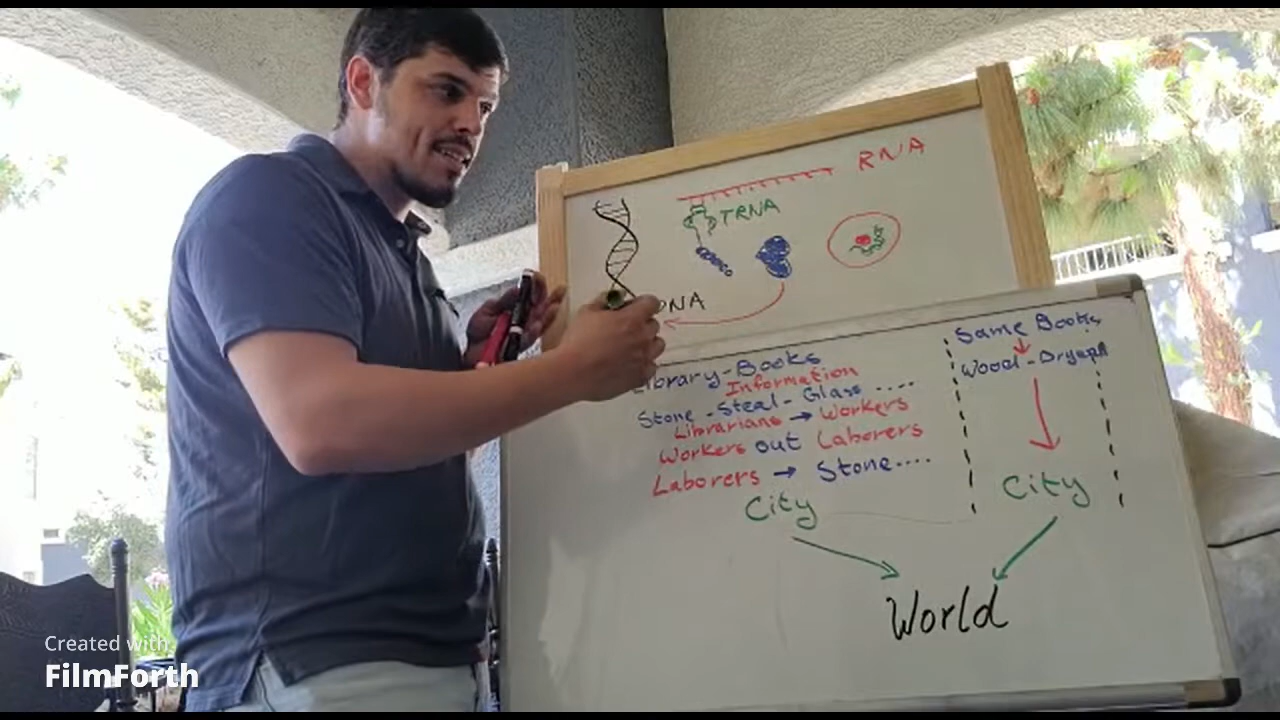 RNA
TRNA
DNA
Library-Books
Information
Stone - Steal - Glass ....
Librarians → Workers
Workers out Laborers
Laborers → Stone....
City
Same Books
Wood-Dryapll
City
World
Created with
FilmForth